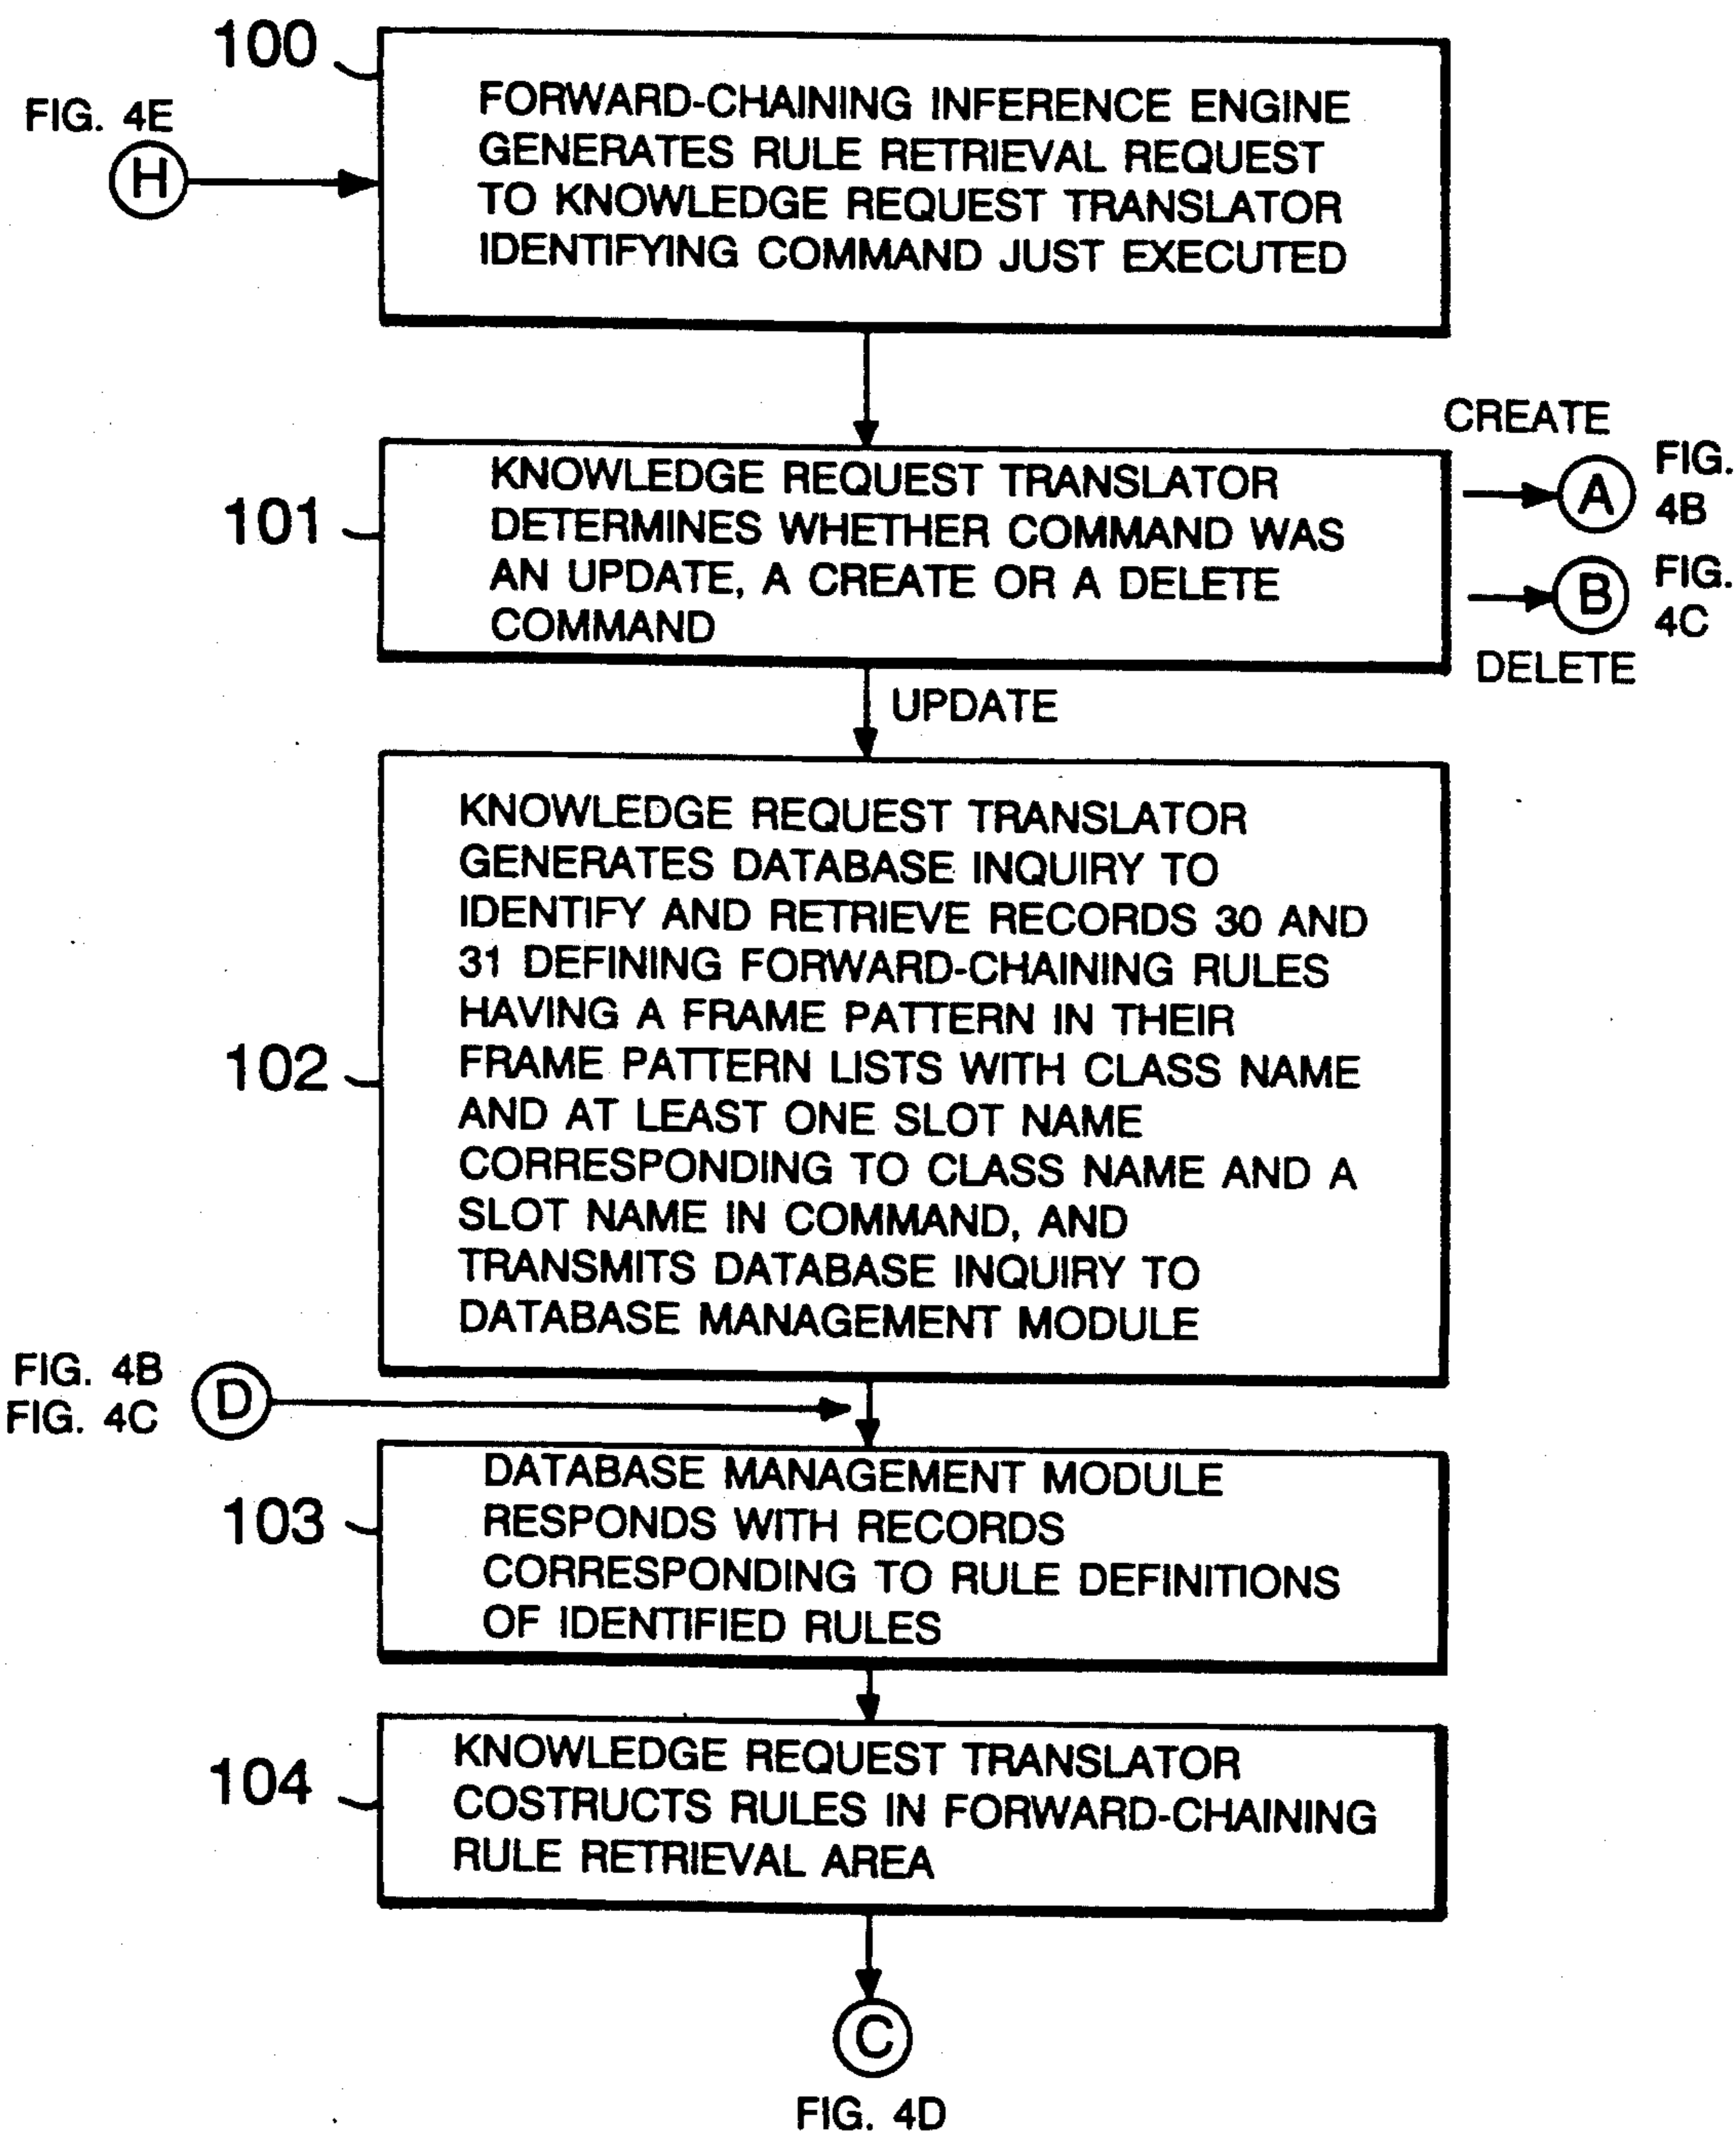 100
FORWARD-CHAINING INFERENCE ENGINE
GENERATES RULE RETRIEVAL REQUEST
TO KNOWLEDGE REQUEST TRANSLATOR
IDENTIFYING COMMAND JUST EXECUTED
FIG. 4E
H
101
KNOWLEDGE REQUEST TRANSLATOR
DETERMINES WHETHER COMMAND WAS
AN UPDATE, A CREATE OR A DELETE
COMMAND
CREATE
A
FIG.
4B
B
FIG.
4C
DELETE
UPDATE
102
KNOWLEDGE REQUEST TRANSLATOR
GENERATES DATABASE INQUIRY TO
IDENTIFY AND RETRIEVE RECORDS 30 AND
31 DEFINING FORWARD-CHAINING RULES
HAVING A FRAME PATTERN IN THEIR
FRAME PATTERN LISTS WITH CLASS NAME
AND AT LEAST ONE SLOT NAME
CORRESPONDING TO CLASS NAME AND A
SLOT NAME IN COMMAND, AND
TRANSMITS DATABASE INQUIRY TO
DATABASE MANAGEMENT MODULE
FIG. 4B
FIG. 4C
D
103
DATABASE MANAGEMENT MODULE
RESPONDS WITH RECORDS
CORRESPONDING TO RULE DEFINITIONS
OF IDENTIFIED RULES
104
KNOWLEDGE REQUEST TRANSLATOR
COSTRUCTS RULES IN FORWARD-CHAINING
RULE RETRIEVAL AREA
C
FIG. 4D